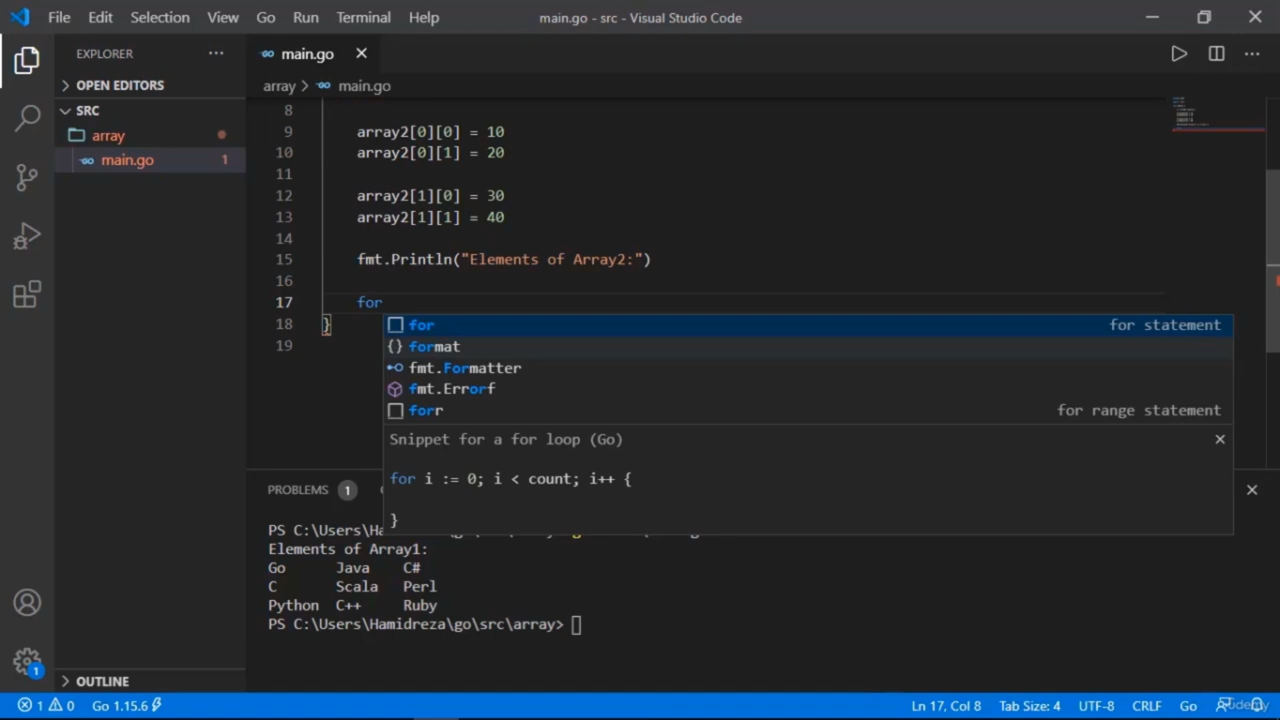 File Edit Selection View Go Run Terminal Help main.go - src - Visual Studio Code
EXPLORER
main.go
OPEN EDITORS
array > main.go
SRC
array
main.go 1
8
9 array2[0][0] = 10
10 array2[0][1] = 20
11
12 array2[1][0] = 30
13 array2[1][1] = 40
14
15 fmt.Println("Elements of Array2:")
16
17 for
18 }
19
for for statement
{} format
fmt.Formatter
fmt.Errorf
forr for range statement
Snippet for a for loop (Go)
for i := 0; i < count; i++ {
}
PROBLEMS 1
Elements of Array1:
Go Java C#
C Scala Perl
Python C++ Ruby
PS C:\Users\Hamidreza\go\src\array>
OUTLINE
1
1 0 Go 1.15.6 Ln 17, Col 8 Tab Size: 4 UTF-8 CRLF Go